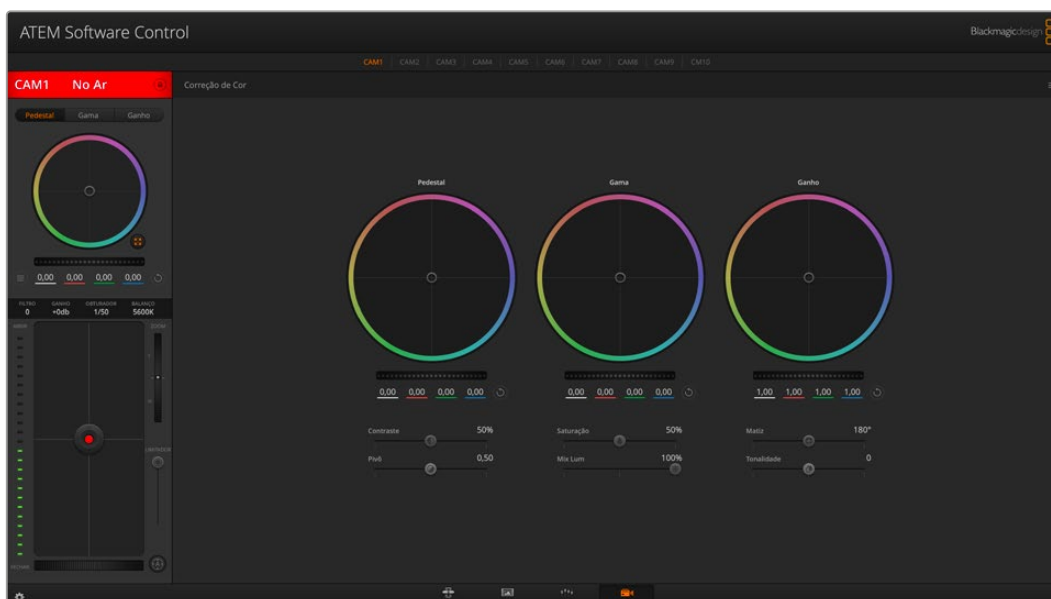 ATEM Software Control
Blackmagicdesign
CAM1 | CAM2 | CAM3 | CAM4 | CAM5 | CAM6 | CAM7 | CAM8 | CAM9 | CM10
CAM1 No Ar
Correção de Cor
Pedestal Gama Ganho
Pedestal Gama Ganho
0,00 0,00 0,00 0,00
FILTRO GANHO OBTURADOR BALANÇO
0 +0db 1/50 5600K
ABRIR ZOOM
0,00 0,00 0,00 0,00
0,00 0,00 0,00 0,00
1,00 1,00 1,00 1,00
Contraste 50%
Saturação 50%
Matiz 180°
Pivô 0,50
Mix Lum 100%
Tonalidade 0
FECHAR